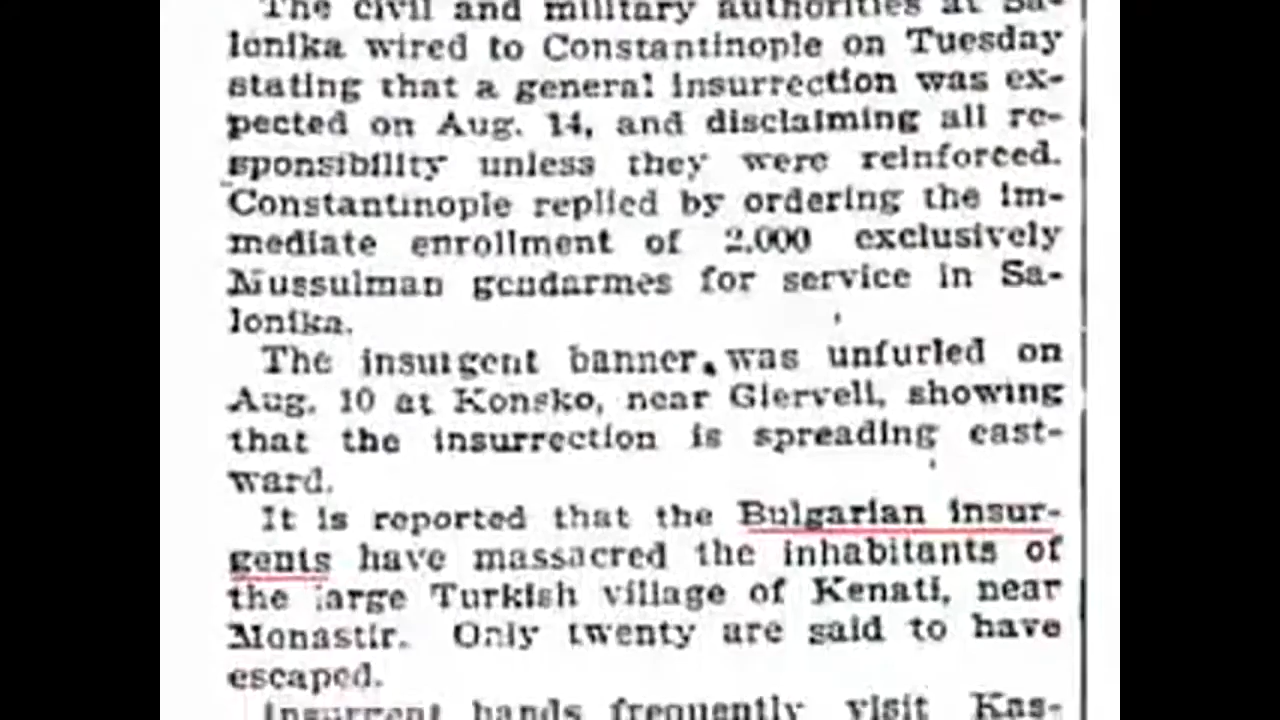 The civil and military authorities at Sa-
lonika wired to Constantinople on Tuesday
stating that a general insurrection was ex-
pected on Aug. 14, and disclaiming all re-
sponsibility unless they were reinforced.
Constantinople replied by ordering the im-
mediate enrollment of 2,000 exclusively
Mussulman gendarmes for service in Sa-
lonika.
The insurgent banner was unfurled on
Aug. 10 at Konsko, near Giervell, showing
that the insurrection is spreading east-
ward.
It is reported that the Bulgarian insur-
gents have massacred the inhabitants of
the large Turkish village of Kenati, near
Monastir. Only twenty are said to have
escaped.
Insurgent bands frequently visit Kas-